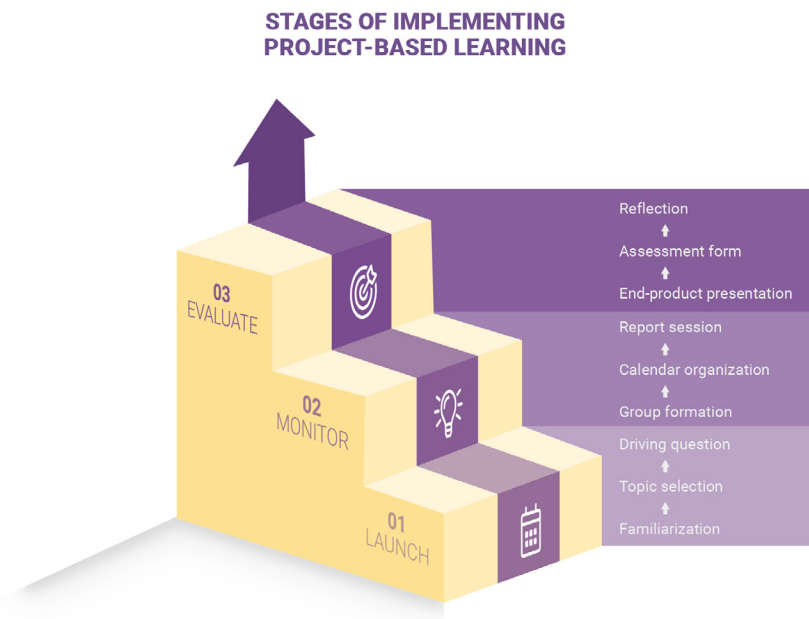 STAGES OF IMPLEMENTING
PROJECT-BASED LEARNING
Reflection
Assessment form
End-product presentation
03
EVALUATE
Report session
Calendar organization
Group formation
02
MONITOR
Driving question
Topic selection
Familiarization
01
LAUNCH